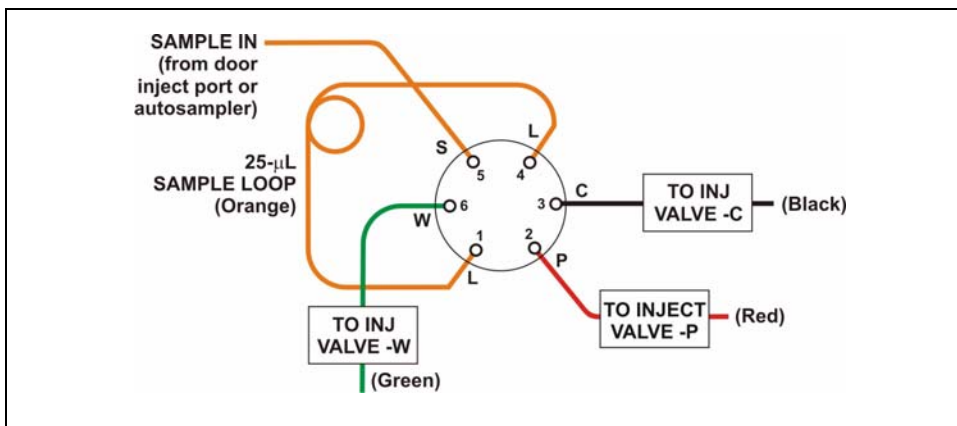 SAMPLE IN
(from door
inject port or
autosampler)
25-μL
SAMPLE LOOP
(Orange)
S
5
L
4
W
6
3
C
1
L
2
P
TO INJ
VALVE -C
(Black)
TO INJECT
VALVE -P
(Red)
TO INJ
VALVE -W
(Green)